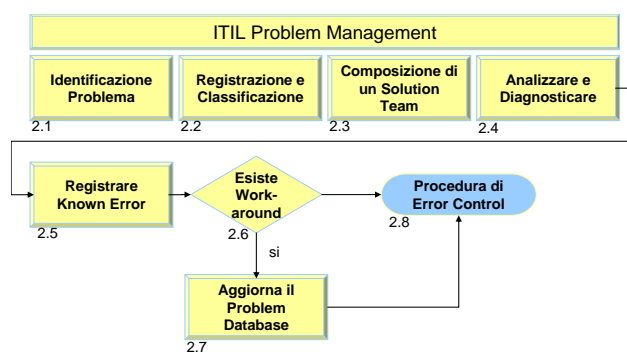 ITIL Problem Management
Identificazione
Problema
2.1
Registrazione e
Classificazione
2.2
Composizione di
un Solution
Team
2.3
Analizzare e
Diagnosticare
2.4
Registrare
Known Error
2.5
Esiste
Work-
around
2.6
Procedura di
Error Control
2.8
si
Aggiorna il
Problem
Database
2.7